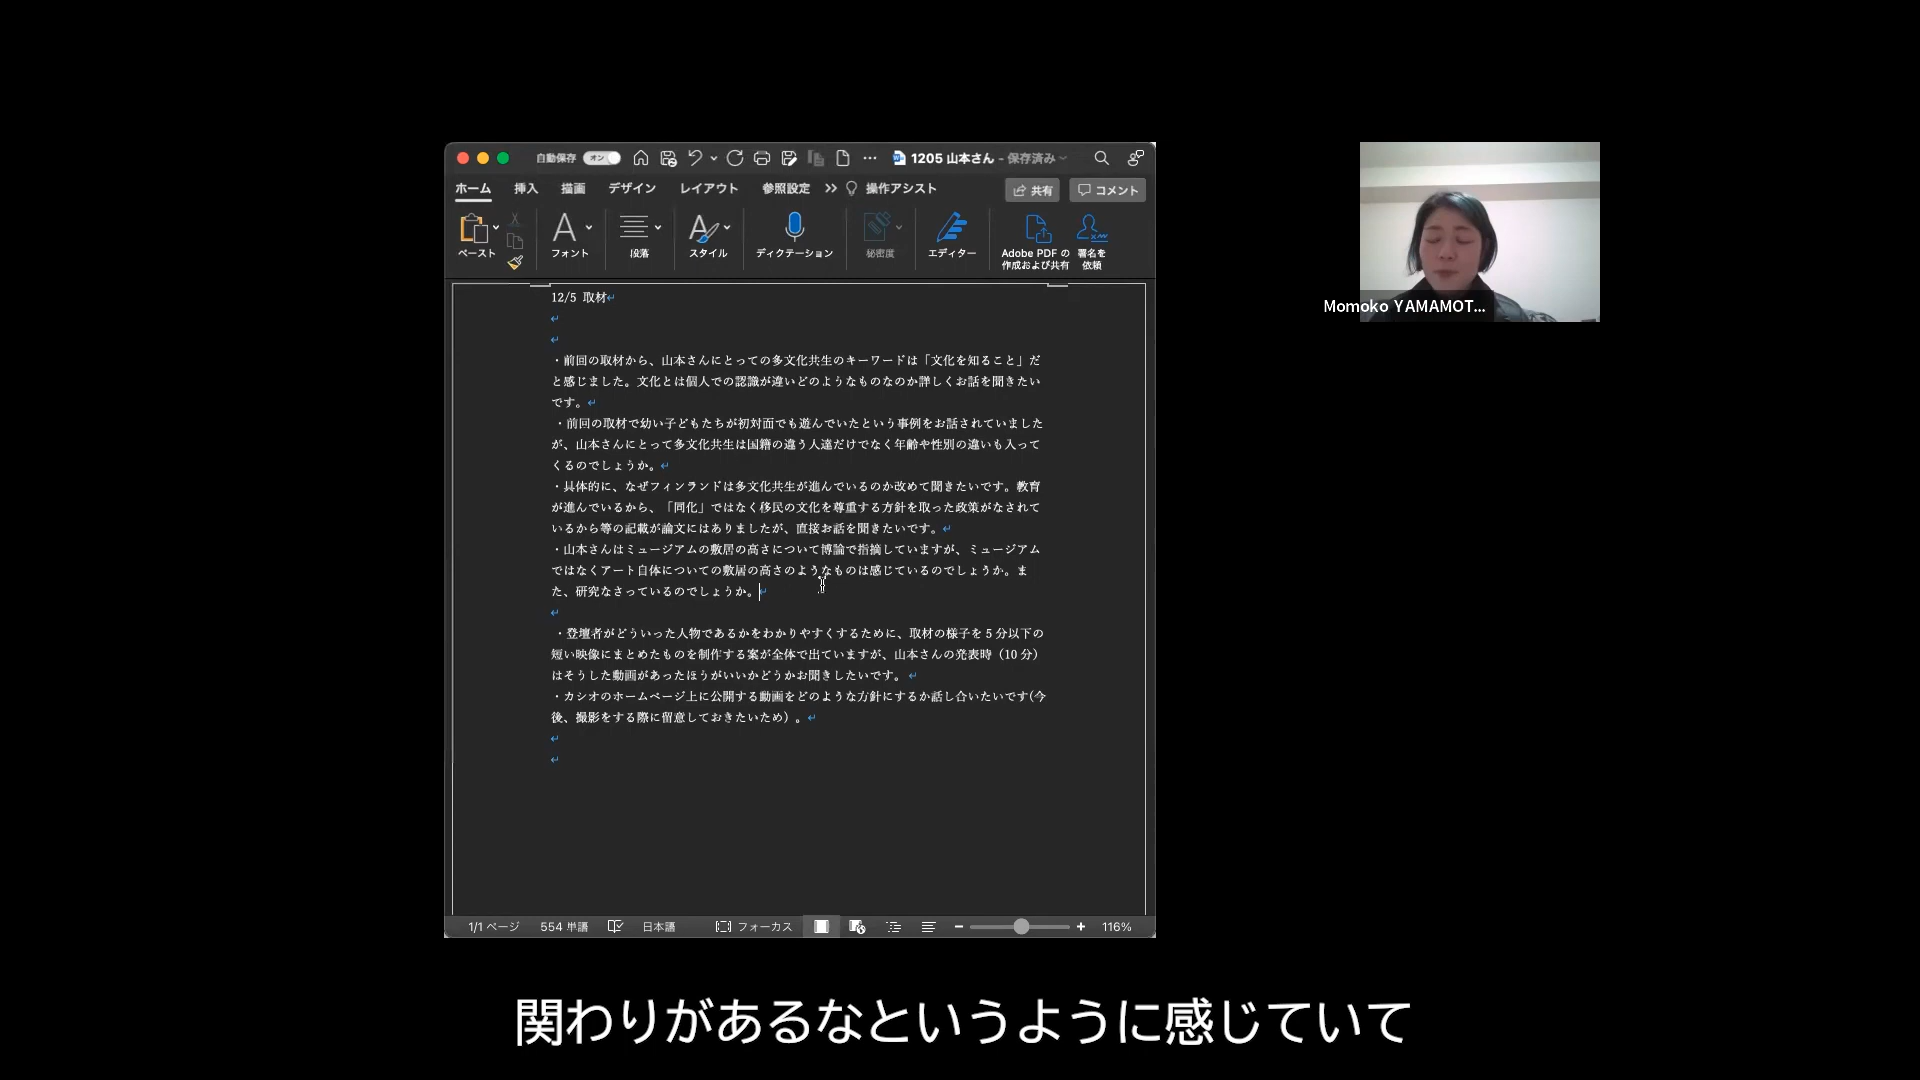 自動保存 オン 1205 山本さん - 保存済み
ホーム 挿入 描画 デザイン レイアウト 参照設定 操作アシスト 共有 コメント
ペースト フォント 段落 スタイル ディクテーション 秘密度 エディター Adobe PDF の作成および共有 署名を依頼
12/5 取材
・前回の取材から、山本さんにとっての多文化共生のキーワードは「文化を知ること」だ
と感じました。文化とは個人での認識が違いどのようなものなのか詳しくお話を聞きたい
です。
・前回の取材で幼い子どもたちが初対面でも遊んでいたという事例をお話されていました
が、山本さんにとって多文化共生は国籍の違う人達だけでなく年齢や性別の違いも入って
くるのでしょうか。
・具体的に、なぜフィンランドは多文化共生が進んでいるのか改めて聞きたいです。教育
が進んでいるから、「同化」ではなく移民の文化を尊重する方針を取った政策がなされて
いるから等の記載が論文にはありましたが、直接お話を聞きたいです。
・山本さんはミュージアムの敷居の高さについて博論で指摘していますが、ミュージアム
ではなくアート自体についての敷居の高さのようなものは感じているのでしょうか。ま
た、研究なさっているのでしょうか。
・登壇者がどういった人物であるかをわかりやすくするために、取材の様子を 5 分以下の
短い映像にまとめたものを制作する案が全体で出ていますが、山本さんの発表時（10 分）
はそうした動画があったほうがいいかどうかお聞きしたいです。
・カシオのホームページ上に公開する動画をどのような方針にするか話し合いたいです(今
後、撮影をする際に留意しておきたいため）。
1/1 ページ 554 単語 日本語 フォーカス 116%
Momoko YAMAMOT...
関わりがあるなというように感じていて